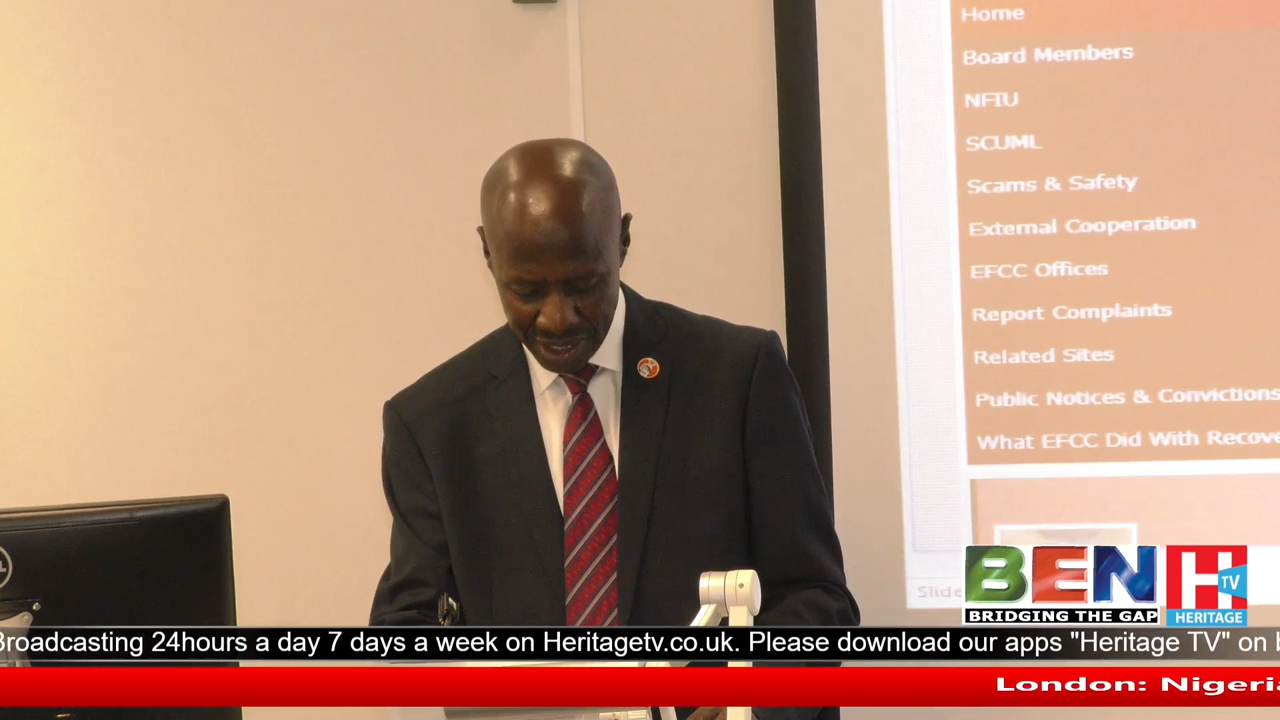 Home
Board Members
NFIU
SCUML
Scams & Safety
External Cooperation
EFCC Offices
Report Complaints
Related Sites
Public Notices & Convictions
What EFCC Did With Recove
Slide
BEN
BRIDGING THE GAP
H
TV
HERITAGE
Broadcasting 24hours a day 7 days a week on Heritagetv.co.uk. Please download our apps "Heritage TV" on
London: Nigeria